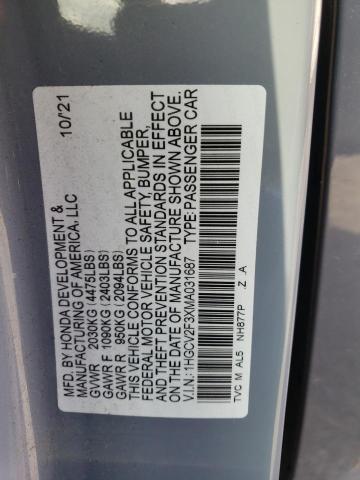 MFD. BY HONDA DEVELOPMENT & 10/21
MANUFACTURING OF AMERICA, LLC
GVWR 2030KG (4475LBS)
GAWR F 1090KG (2403LBS)
GAWR R 950KG (2094LBS)
THIS VEHICLE CONFORMS TO ALL APPLICABLE
FEDERAL MOTOR VEHICLE SAFETY, BUMPER,
AND THEFT PREVENTION STANDARDS IN EFFECT
ON THE DATE OF MANUFACTURE SHOWN ABOVE.
V.I.N.: 1HGCV2F3XMA031687 TYPE: PASSENGER CAR
TVC M AL5 NH877P Z A